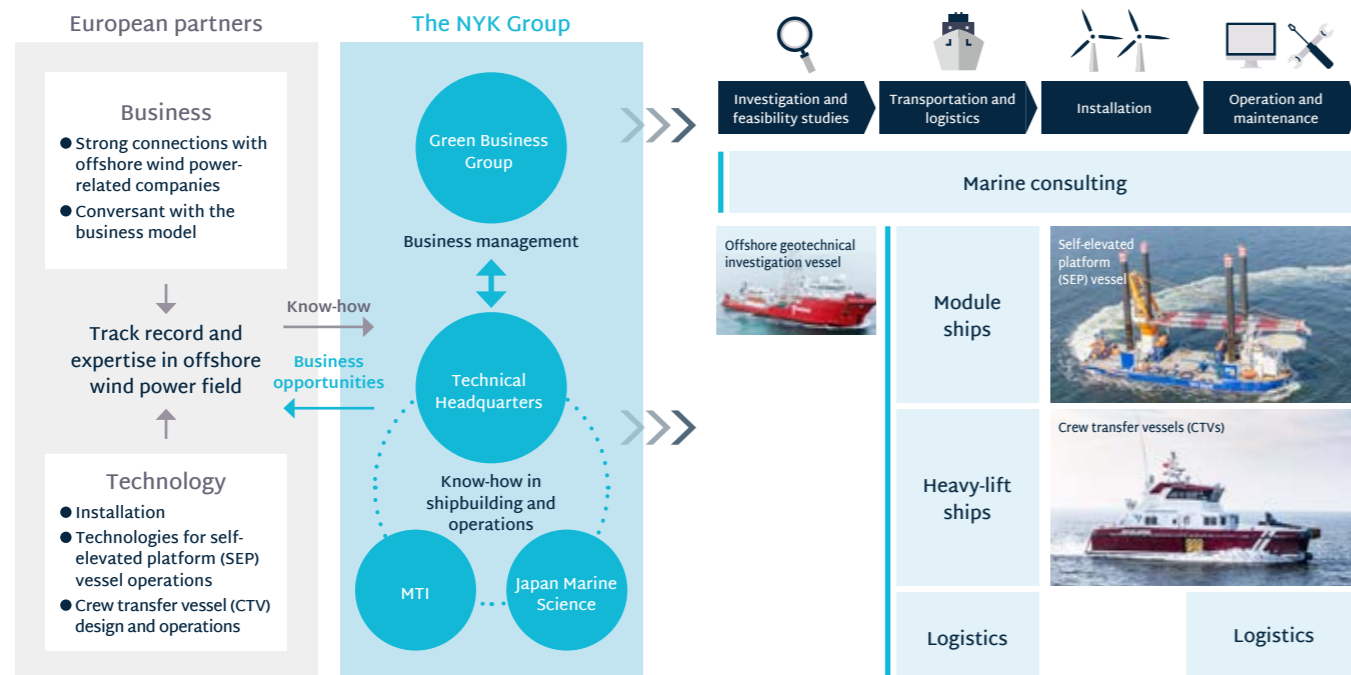 European partners
Business
● Strong connections with
offshore wind power-
related companies
● Conversant with the
business model
Track record and
expertise in offshore
wind power field
Technology
● Installation
● Technologies for self-
elevated platform (SEP)
vessel operations
● Crew transfer vessel (CTV)
design and operations
Know-how
Business
opportunities
The NYK Group
Green Business
Group
Business management
Technical
Headquarters
Know-how in
shipbuilding and
operations
MTI
Japan Marine
Science
Investigation and
feasibility studies
Transportation and
logistics
Installation
Operation and
maintenance
Marine consulting
Offshore geotechnical
investigation vessel
Module
ships
Self-elevated
platform
(SEP) vessel
Heavy-lift
ships
Crew transfer vessels (CTVs)
Logistics
Logistics